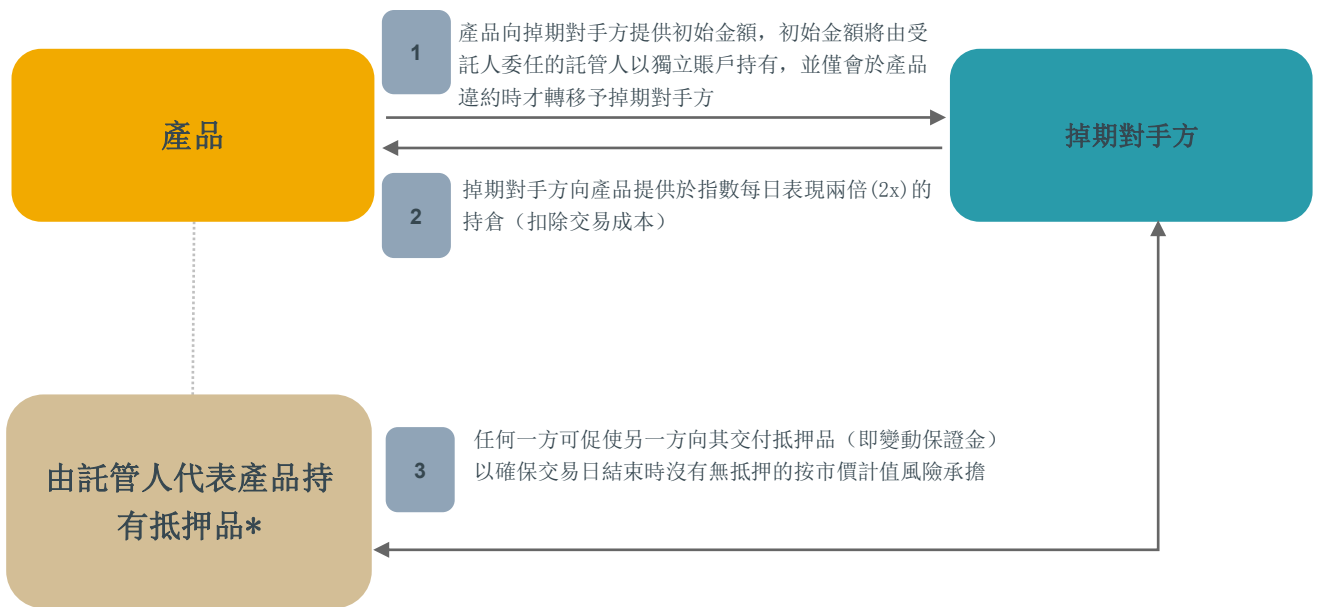 1
產品向掉期對手方提供初始金額，初始金額將由受
託人委任的託管人以獨立賬戶持有，並僅會於產品
違約時才轉移予掉期對手方
產品
掉期對手方
2
掉期對手方向產品提供於指數每日表現兩倍(2x)的
持倉（扣除交易成本）
由託管人代表產品持
有抵押品*
3
任何一方可促使另一方向其交付抵押品（即變動保證金）
以確保交易日結束時沒有無抵押的按市價計值風險承擔